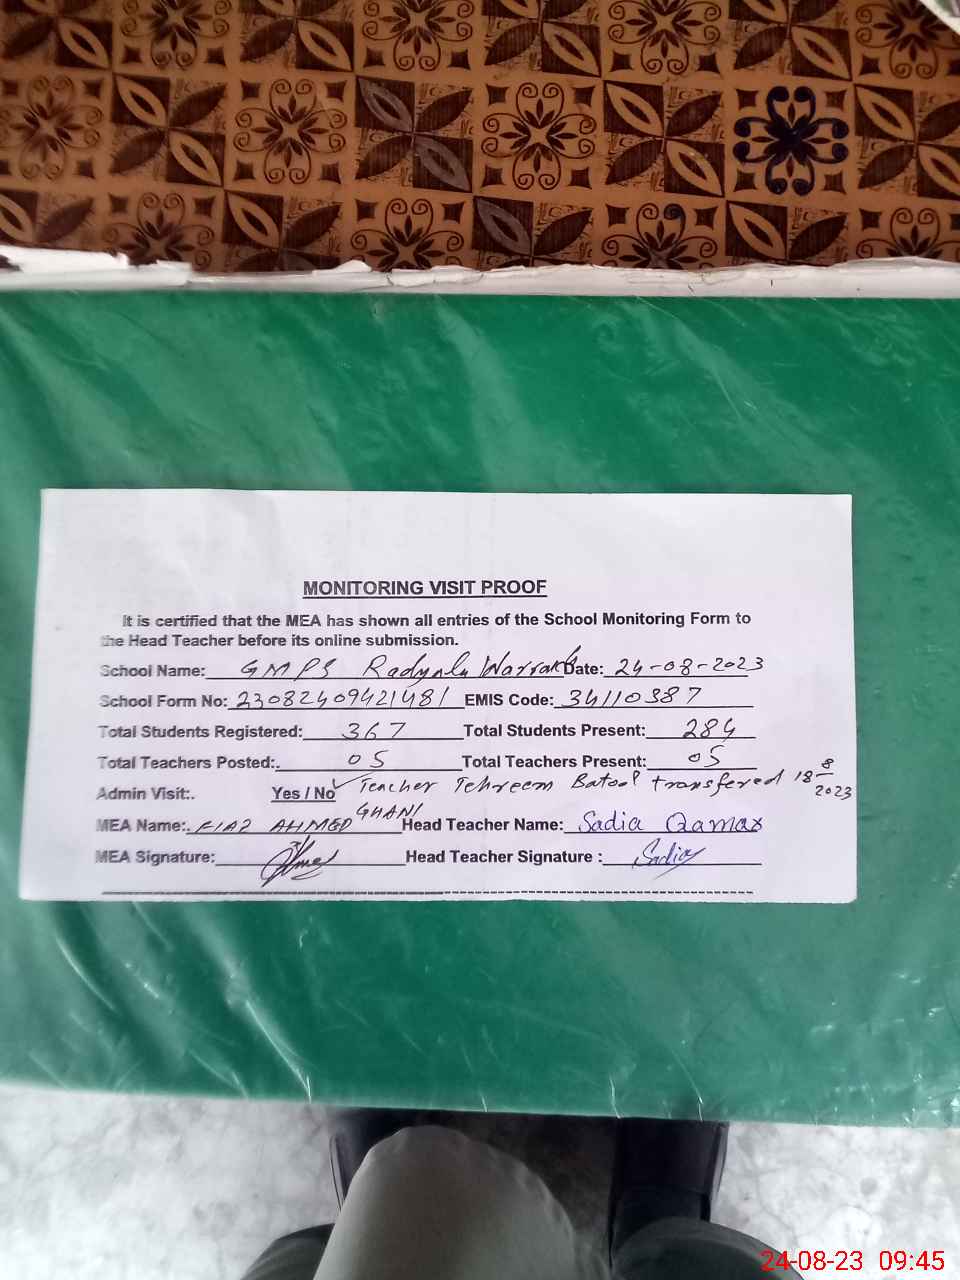 MONITORING VISIT PROOF
It is certified that the MEA has shown all entries of the School Monitoring Form to
the Head Teacher before its online submission.
School Name: GMPS Warrach Date: 24-08-2023
School Form No: 23082409421481 EMIS Code: 34110387
Total Students Registered: 367 Total Students Present: 284
Total Teachers Posted: 05 Total Teachers Present: 05
Admin Visit:. Yes / No ✓ Teacher Tehreem Batool transfered 18-8-2023
MEA Name: FIAZ AHMED GHANI Head Teacher Name: Sadia Qamar
MEA Signature: Head Teacher Signature : Sadia
24-08-23 09:45